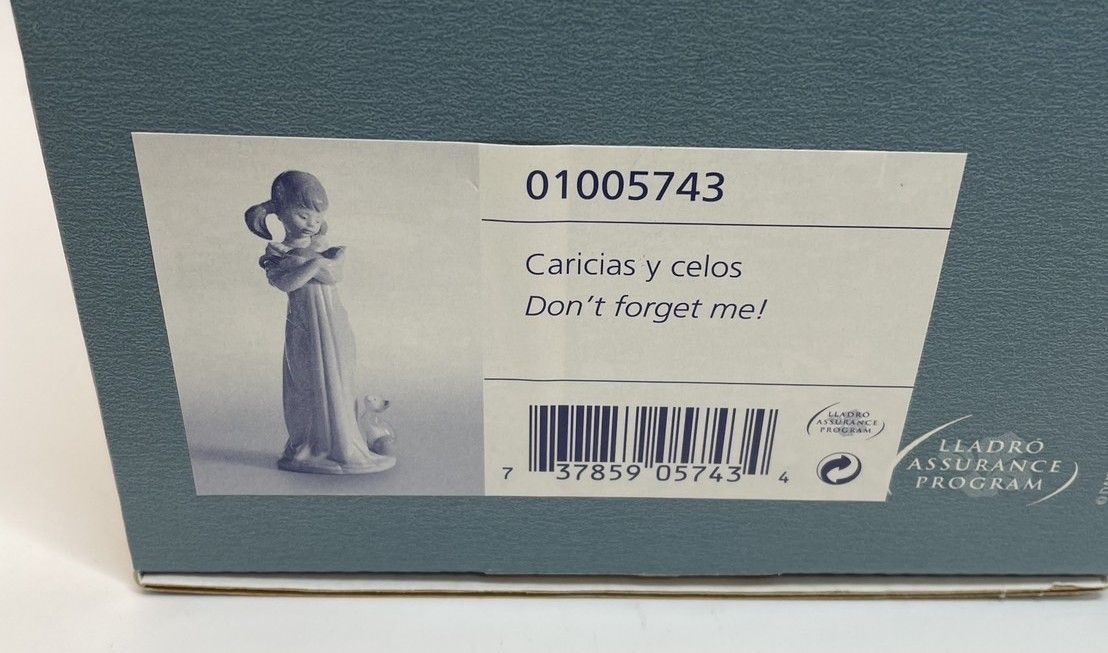 01005743
Caricias y celos
Don't forget me!
7 37859 05743 4
LLADRÓ
ASSURANCE
PROGRAM
LLADRÓ
ASSURANCE
PROGRAM